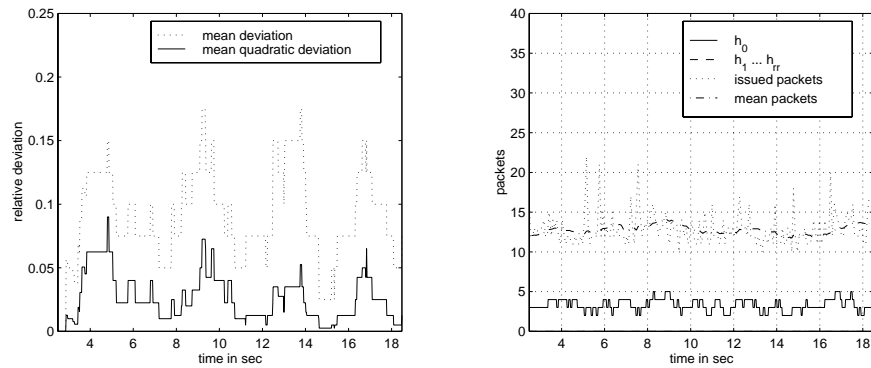 0.25
0.2
0.15
0.1
0.05
0
relative deviation
mean deviation
mean quadratic deviation
4 6 8 10 12 14 16 18
time in sec
40
35
30
25
20
15
10
5
0
packets
h0
h1 ... hrr
issued packets
mean packets
4 6 8 10 12 14 16 18
time in sec